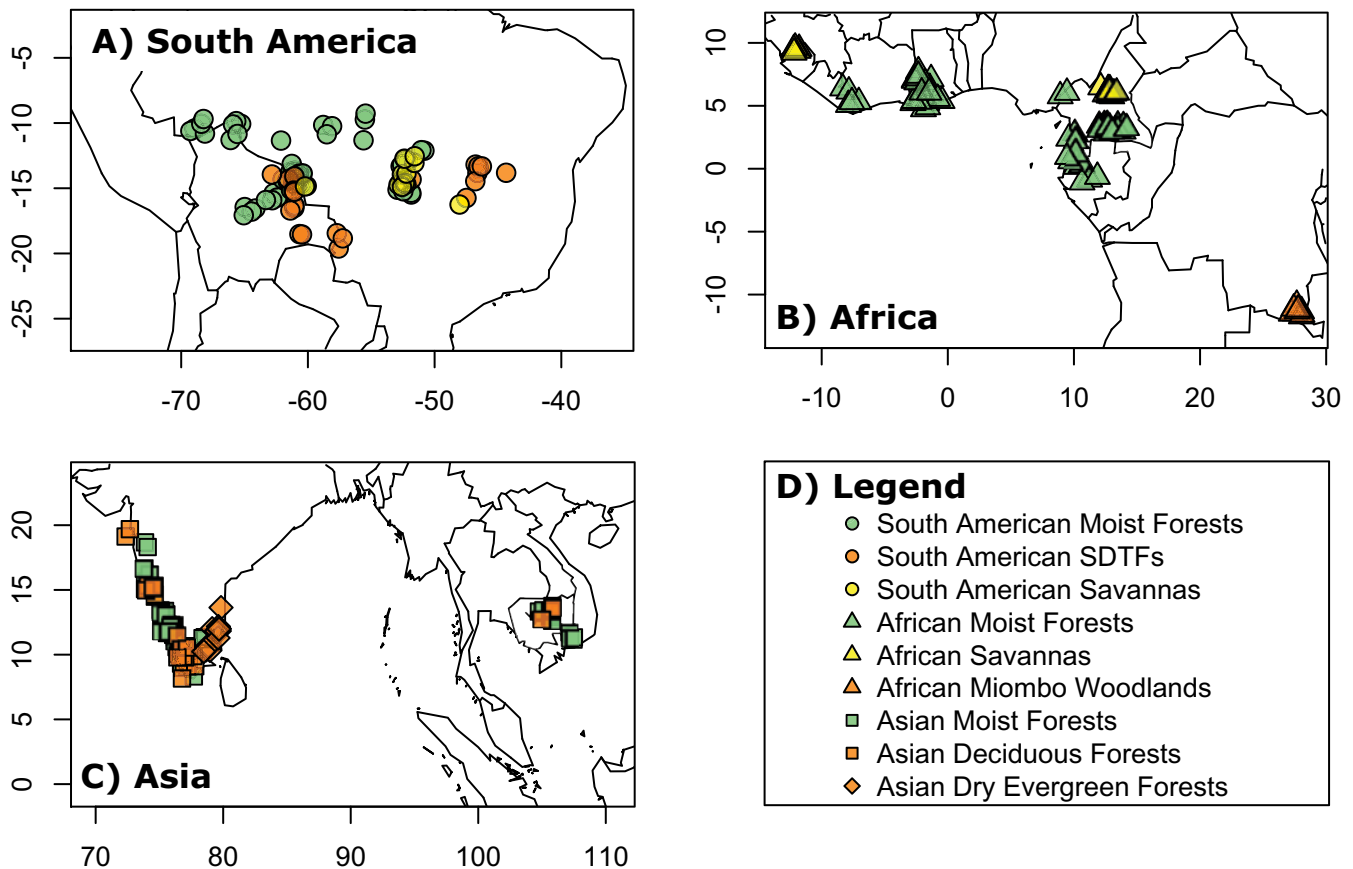 A) South America
-5
-10
-15
-20
-25
-70
-60
-50
-40
B) Africa
10
5
0
-5
-10
-10
0
10
20
30
C) Asia
20
15
10
5
0
70
80
90
100
110
D) Legend
South American Moist Forests
South American SDTFs
South American Savannas
African Moist Forests
African Savannas
African Miombo Woodlands
Asian Moist Forests
Asian Deciduous Forests
Asian Dry Evergreen Forests